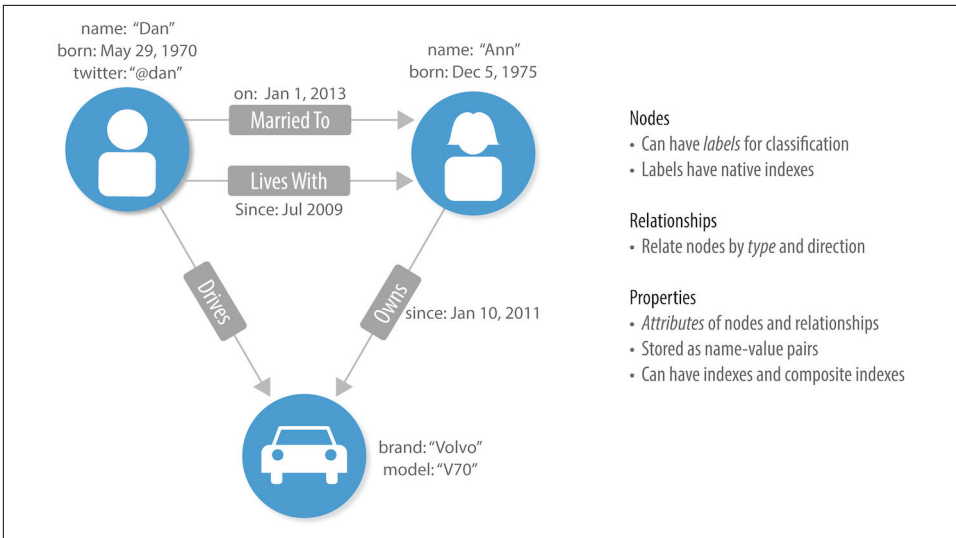 name: “Dan”
born: May 29, 1970
twitter: “@dan”
name: “Ann”
born: Dec 5, 1975
on: Jan 1, 2013
Married To
Lives With
Since: Jul 2009
Drives
Owns
since: Jan 10, 2011
brand: “Volvo”
model: “V70”
Nodes
• Can have labels for classification
• Labels have native indexes
Relationships
• Relate nodes by type and direction
Properties
• Attributes of nodes and relationships
• Stored as name-value pairs
• Can have indexes and composite indexes